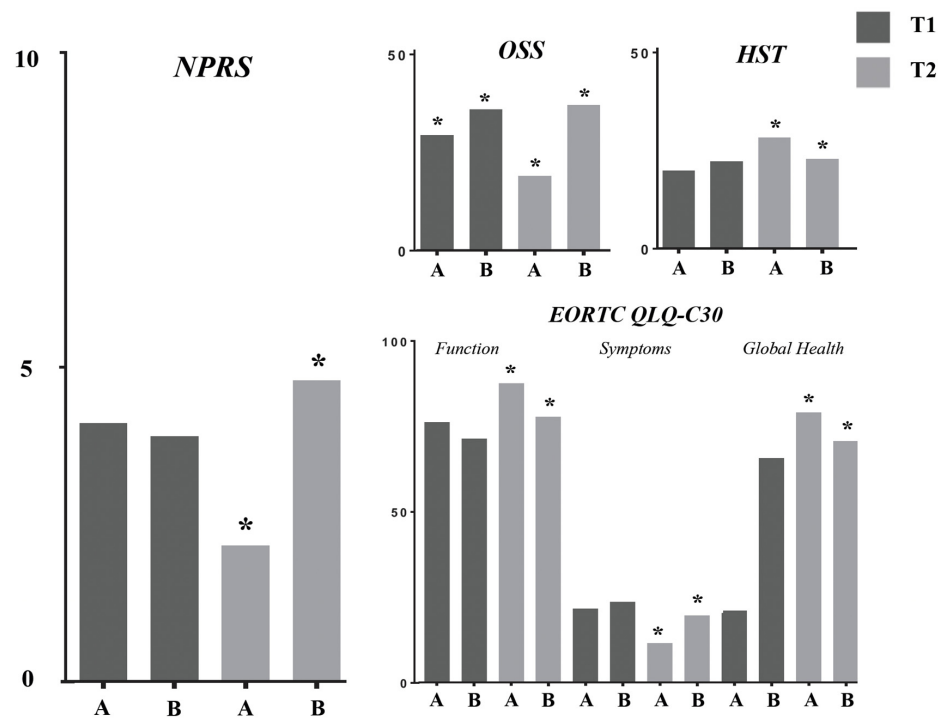 T1
T2
NPRS
10
5
0
*
*
A B A B
OSS
50
0
*
*
*
*
A B A B
HST
50
0
*
*
A B A B
EORTC QLQ-C30
Function Symptoms Global Health
100
50
0
*
*
*
*
*
*
A B A B A B A B A B A B